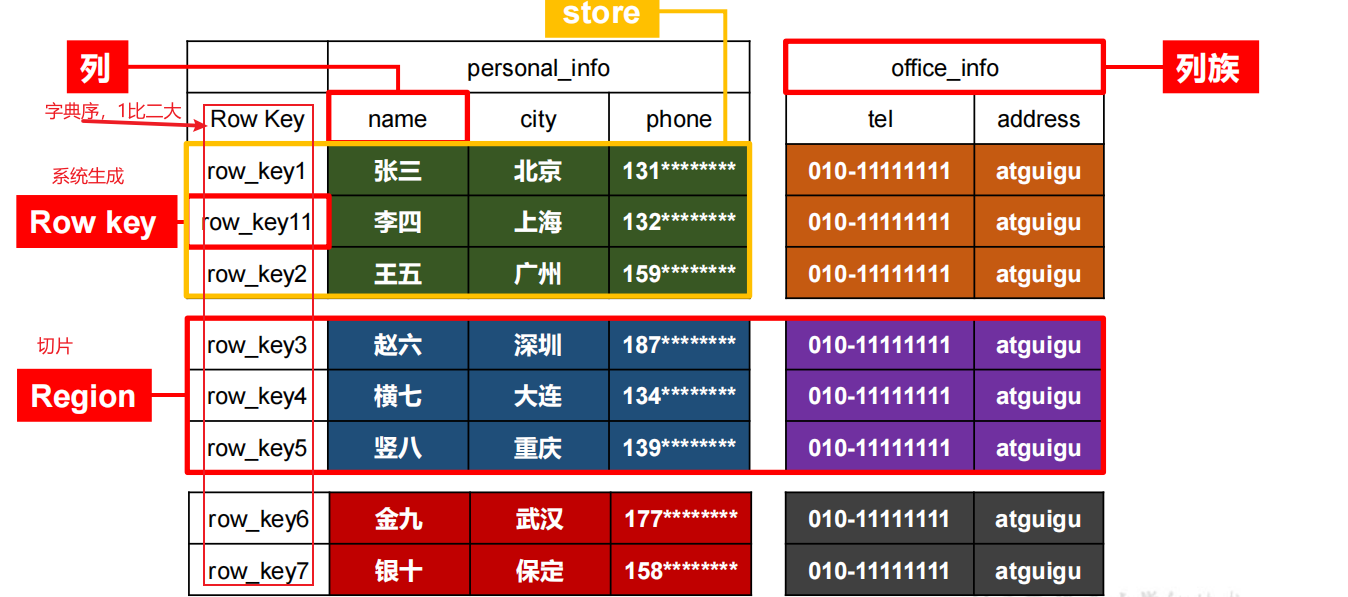 store
列
personal_info
office_info
列族
字典序，1比二大
Row Key
name
city
phone
tel
address
系统生成
row_key1
张三
北京
131********
010-11111111
atguigu
Row key
row_key11
李四
上海
132********
010-11111111
atguigu
row_key2
王五
广州
159********
010-11111111
atguigu
切片
row_key3
赵六
深圳
187********
010-11111111
atguigu
Region
row_key4
横七
大连
134********
010-11111111
atguigu
row_key5
竖八
重庆
139********
010-11111111
atguigu
row_key6
金九
武汉
177********
010-11111111
atguigu
row_key7
银十
保定
158********
010-11111111
atguigu